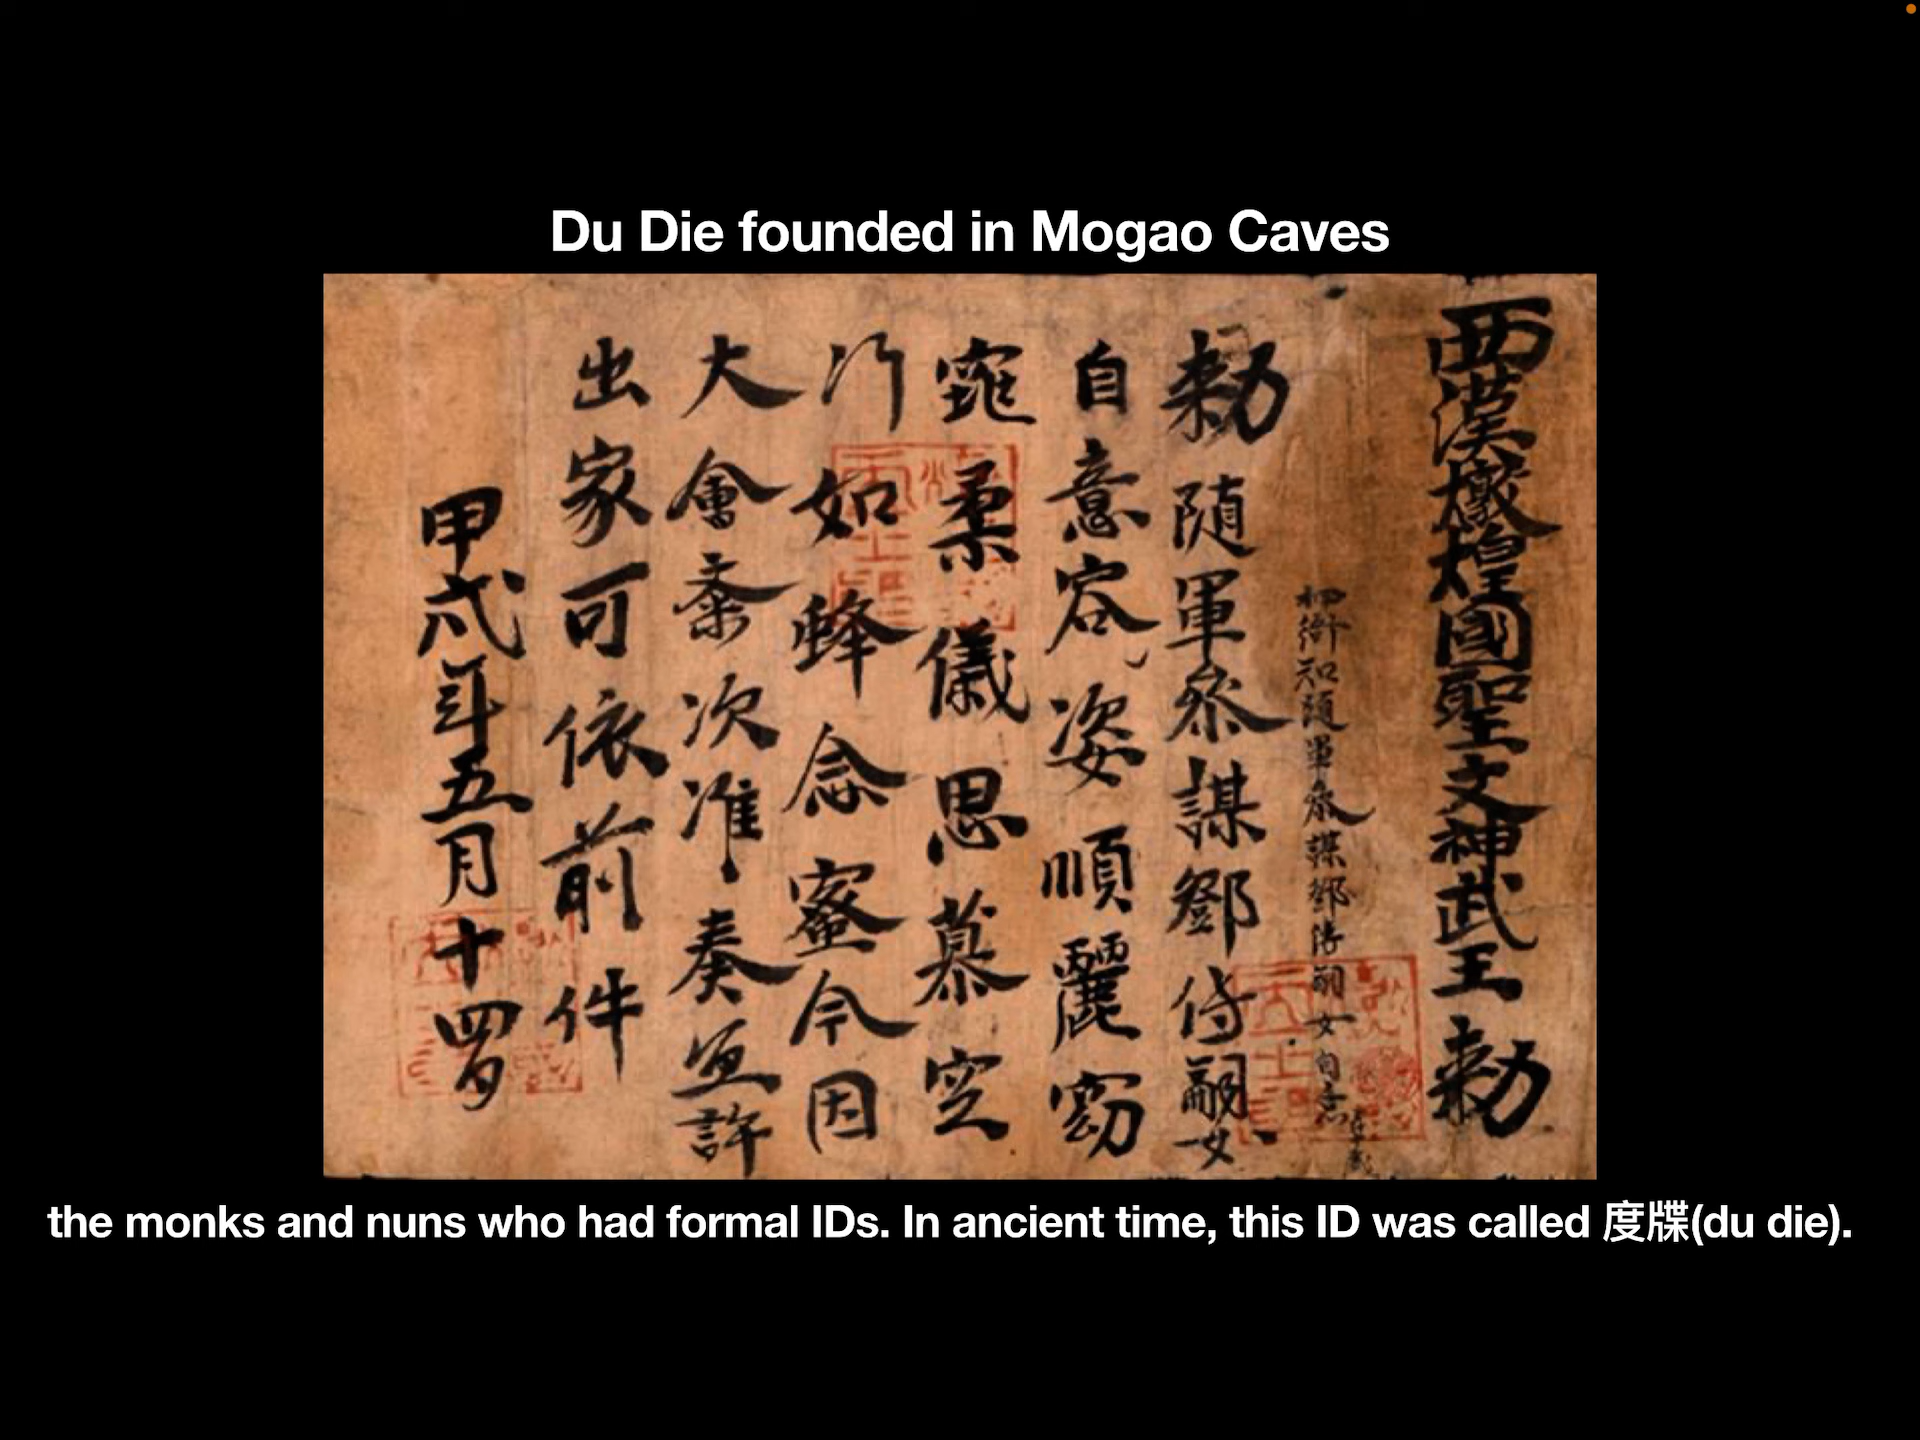 Du Die founded in Mogao Caves
西漢燉煌國聖文神武王勅
押衙知隨軍叅謀鄧傳嗣女自意
勅隨軍叅謀鄧傳嗣女
自意容姿順麗窈
窕柔儀思慕空
門如蜂念蜜今因
大會齋次准奏宜許
出家可依前件
甲戌年五月十四日
the monks and nuns who had formal IDs. In ancient time, this ID was called 度牒(du die).